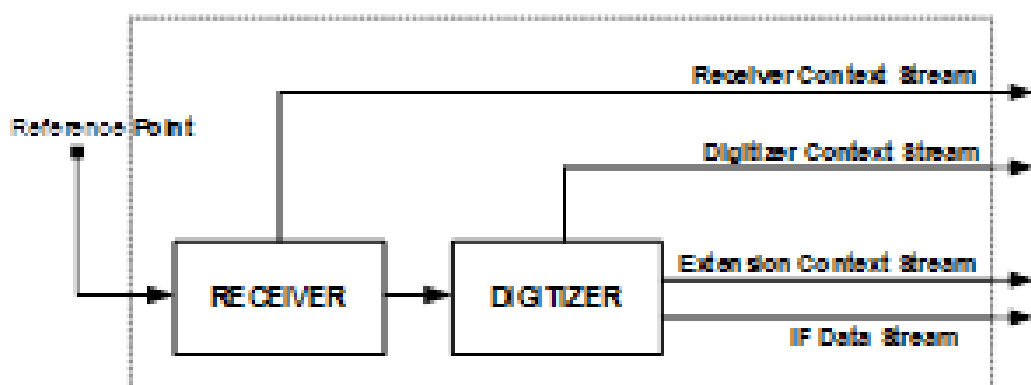 Receiver Context Stream
Reference Point
Digitizer Context Stream
Extension Context Stream
RECEIVER
DIGITIZER
IF Data Stream